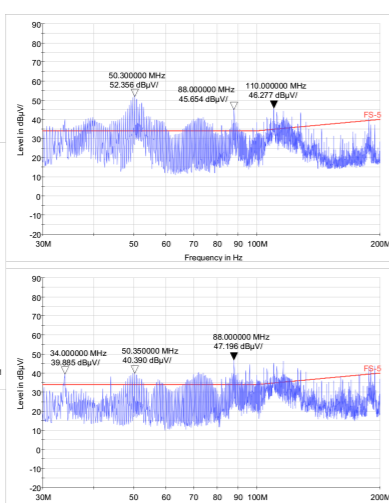 90
80
70
60
50
40
30
20
10
0
-10
-20
Level in dBµV/
50.300000 MHz
52.356 dBµV/
88.000000 MHz
45.654 dBµV/
110.000000 MHz
46.277 dBµV/
FS-5
30M 50 60 70 80 90 100M 200M
Frequency in Hz
90
80
70
60
50
40
30
20
10
0
-10
-20
Level in dBµV/
34.000000 MHz
39.885 dBµV/
50.350000 MHz
40.390 dBµV/
88.000000 MHz
47.196 dBµV/
FS-5
30M 50 60 70 80 90 100M 200M